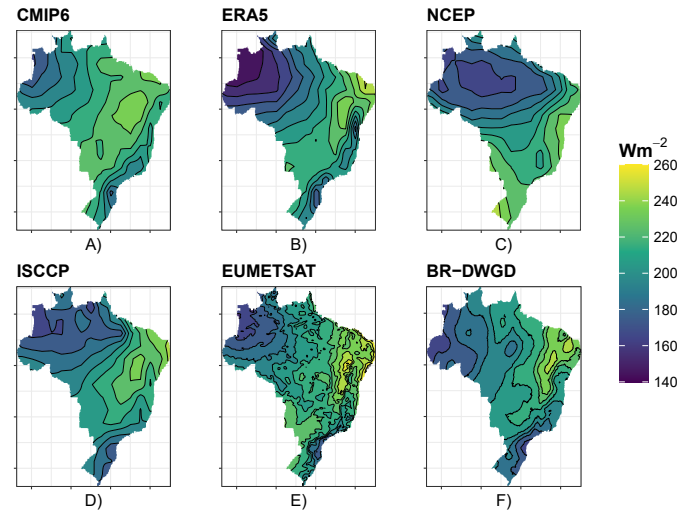 CMIP6
ERA5
NCEP
A)
B)
C)
ISCCP
EUMETSAT
BR−DWGD
D)
E)
F)
Wm−2
260
240
220
200
180
160
140